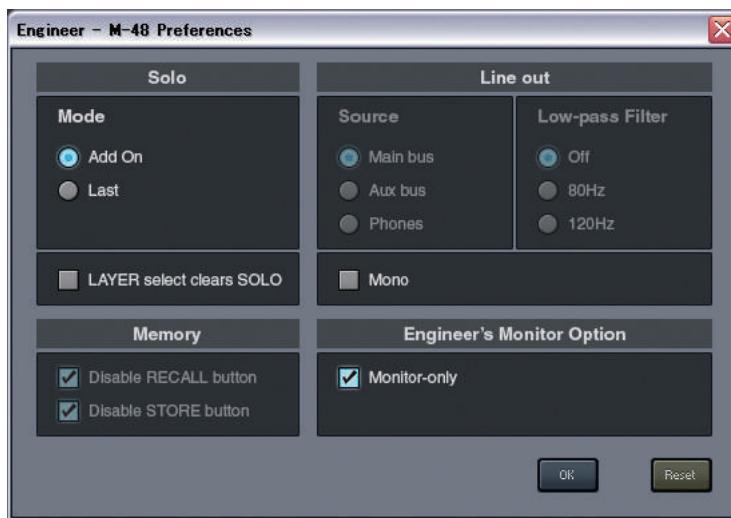 Engineer - M-48 Preferences
Solo
Mode
Add On
Last
LAYER select clears SOLO
Line out
Source
Main bus
Aux bus
Phones
Low-pass Filter
Off
80Hz
120Hz
Mono
Memory
Disable RECALL button
Disable STORE button
Engineer's Monitor Option
Monitor-only
OK
Reset